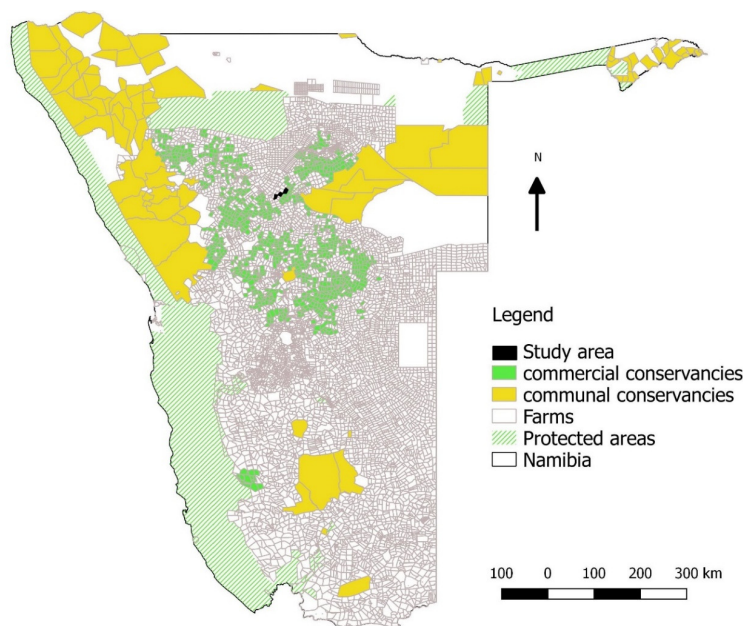 N
Legend
Study area
commercial conservancies
communal conservancies
Farms
Protected areas
Namibia
100 0 100 200 300 km